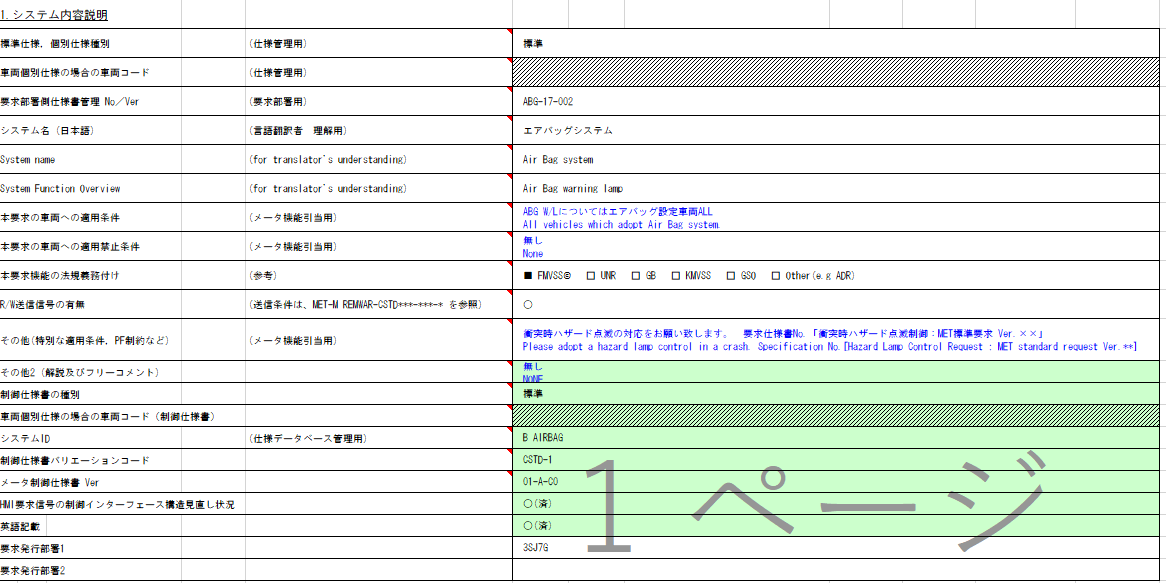 1. システム内容説明
標準仕様, 個別仕様種別 (仕様管理用) 標準
車両個別仕様の場合の車両コード (仕様管理用)
要求部署側仕様書管理 No／Ver (要求部署用) ABG-17-002
システム名 (日本語) (言語翻訳者　理解用) エアバッグシステム
System name (for translator's understanding) Air Bag system
System Function Overview (for translator's understanding) Air Bag warning lamp
本要求の車両への適用条件 (メータ機能引当用) ABG W/Lについてはエアバッグ設定車両ALL
All vehicles which adopt Air Bag system.
本要求の車両への適用禁止条件 (メータ機能引当用) 無し
None
本要求機能の法規義務付け (参考) ■ FMVSS© □ UNR □ GB □ KMVSS □ GSO □ Other(e.g ADR)
R/W送信信号の有無 (送信条件は、MET-M REMWAR-CSTD***-***-* を参照) ○
その他(特別な適用条件, PF制約など) (メータ機能引当用) 衝突時ハザード点滅の対応をお願い致します。　要求仕様書No.「衝突時ハザード点滅制御：MET標準要求 Ver.××」
Please adopt a hazard lamp control in a crash. Specification No.[Hazard Lamp Control Request : MET standard request Ver.**]
その他2 (解説及びフリーコメント) 無し
NONE
制御仕様書の種別 標準
車両個別仕様の場合の車両コード (制御仕様書)
システムID (仕様データベース管理用) B AIRBAG
制御仕様書バリエーションコード CSTD-1
メータ制御仕様書 Ver 01-A-C0
HMI要求信号の制御インターフェース構造見直し状況 ○(済)
英語記載 ○(済)
要求発行部署1 3SJ7G
要求発行部署2
1 ページ